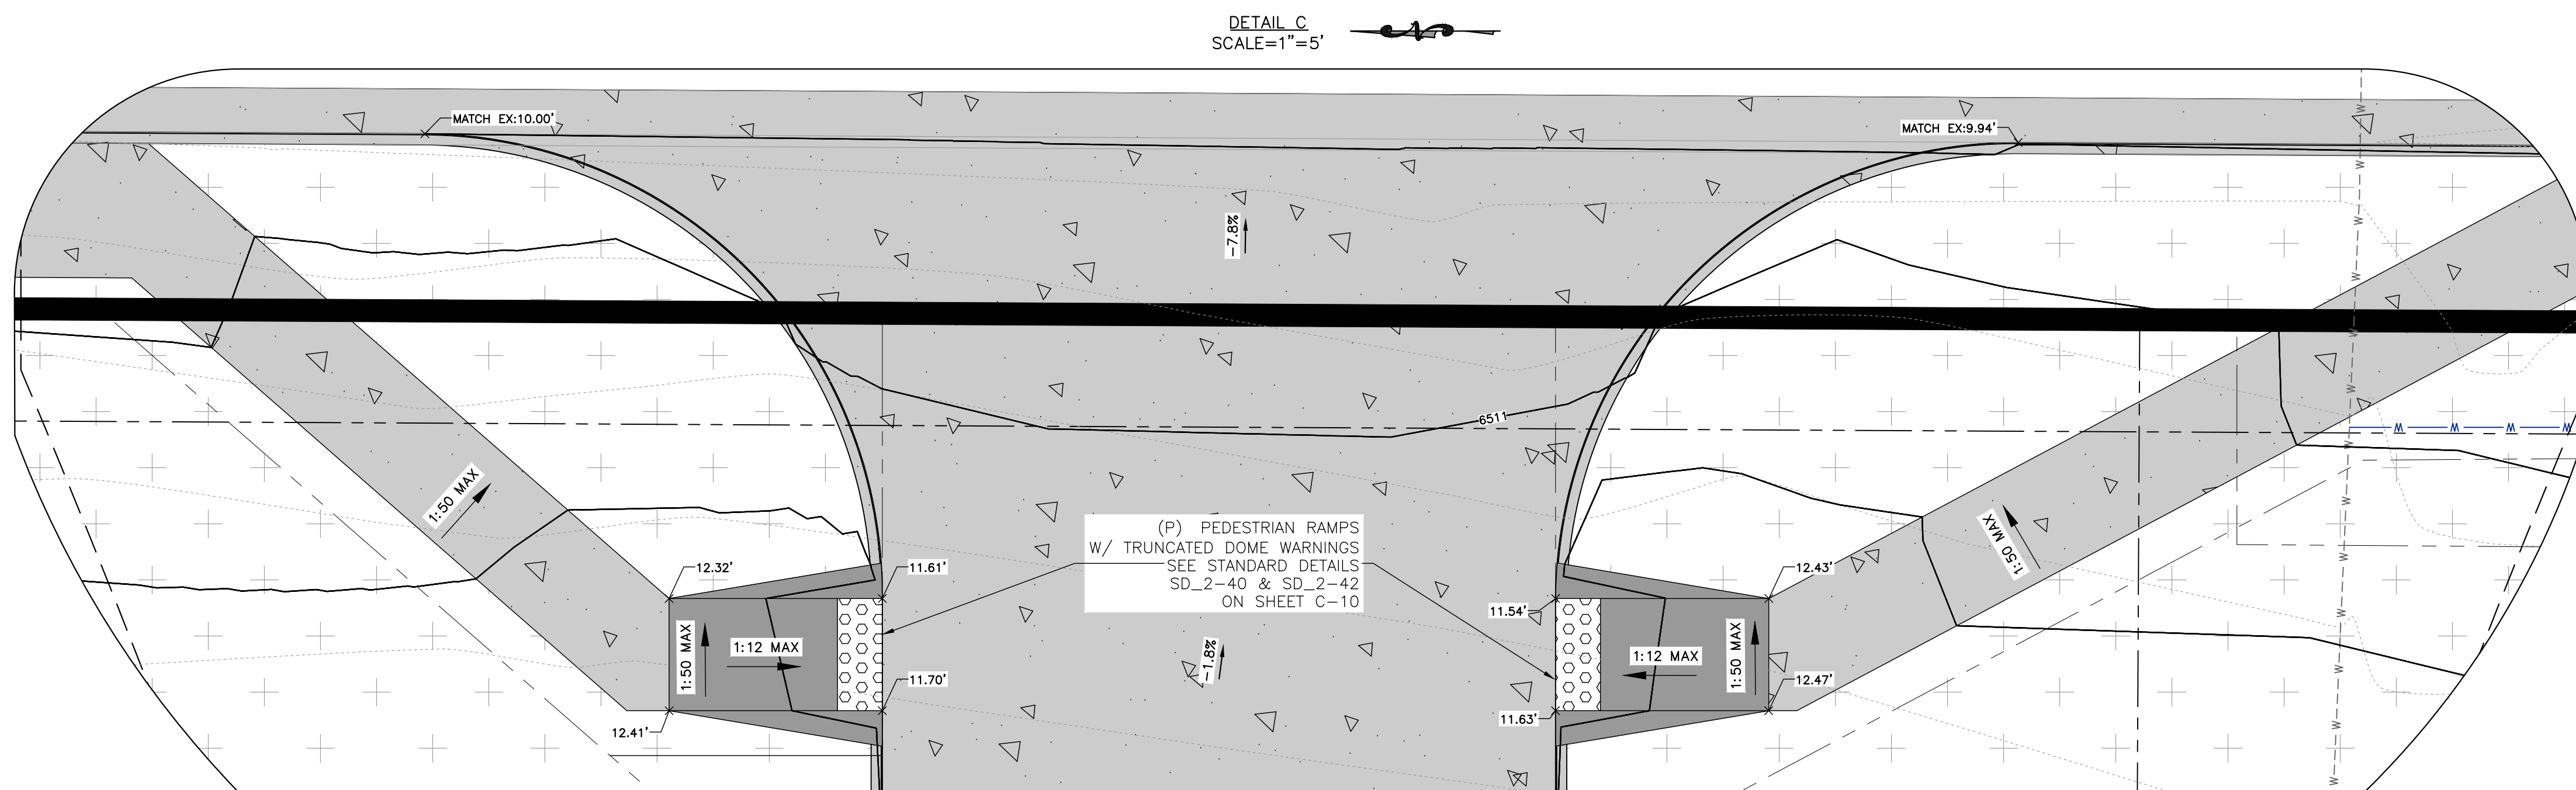 DETAIL C
SCALE=1"=5'
MATCH EX:10.00'
MATCH EX:9.94'
-7.8%
6511
1:50 MAX
1:50 MAX
(P) PEDESTRIAN RAMPS
W/ TRUNCATED DOME WARNINGS
SEE STANDARD DETAILS
SD_2-40 & SD_2-42
ON SHEET C-10
12.32'
11.61'
11.54'
12.43'
1:50 MAX
1:12 MAX
-1.8%
1:12 MAX
1:50 MAX
11.70'
12.47'
12.41'
11.63'
W
W
W
W
W
W
W
W
W
W
W
W